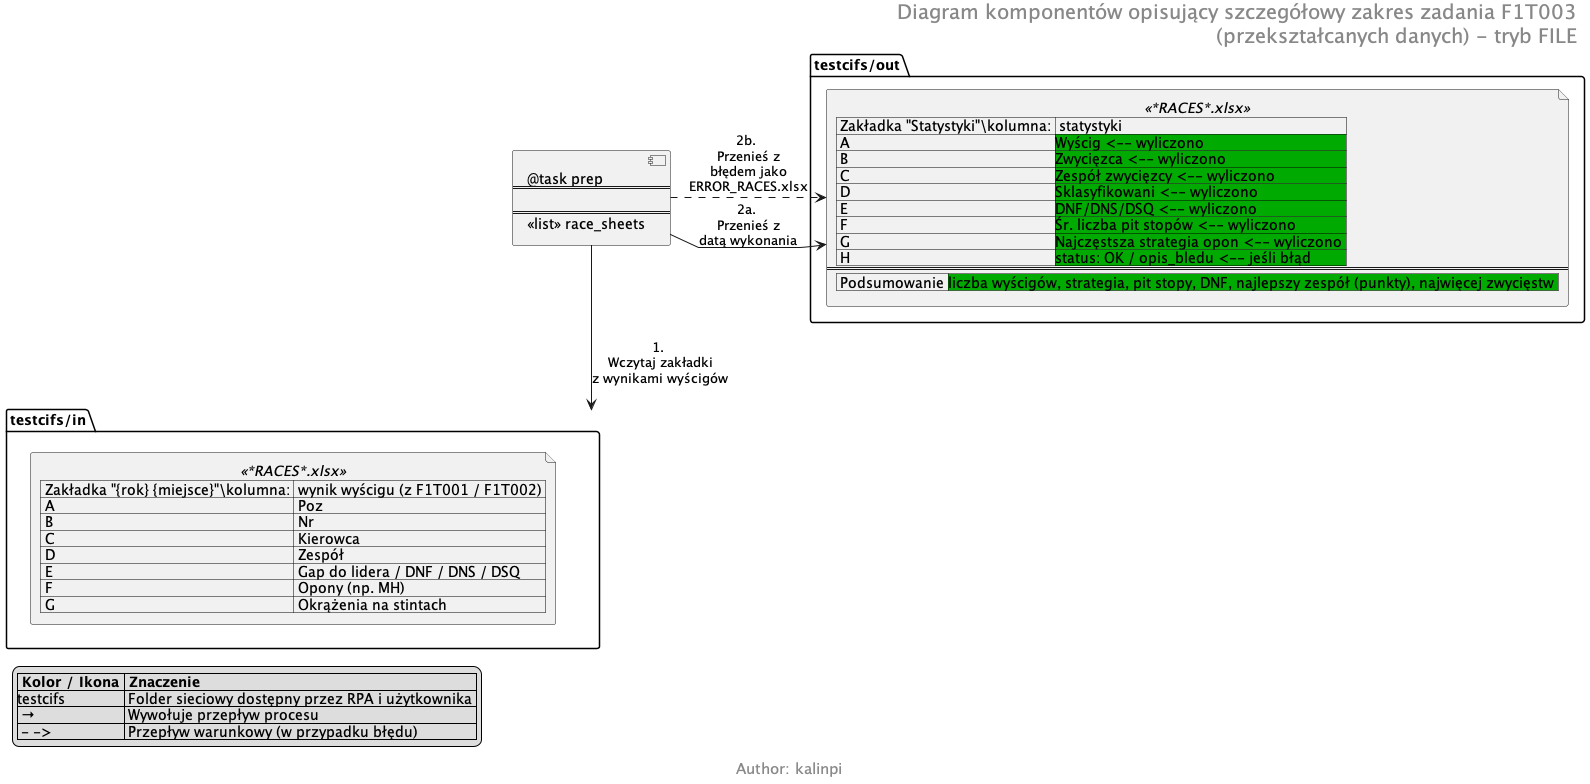 Diagram komponentów opisujący szczegółowy zakres zadania F1T003
(przekształcanych danych) - tryb FILE
testcifs/out
«*RACES*.xlsx»
Zakładka "Statystyki"\kolumna: statystyki
A Wyścig <-- wyliczono
B Zwycięzca <-- wyliczono
C Zespół zwycięzcy <-- wyliczono
D Sklasyfikowani <-- wyliczono
E DNF/DNS/DSQ <-- wyliczono
F Śr. liczba pit stopów <-- wyliczono
G Najczęstsza strategia opon <-- wyliczono
H status: OK / opis_bledu <-- jeśli błąd
Podsumowanie liczba wyścigów, strategia, pit stopy, DNF, najlepszy zespół (punkty), najwięcej zwycięstw
@task prep
«list» race_sheets
2b.
Przenieś z
błędem jako
ERROR_RACES.xlsx
2a.
Przenieś z
datą wykonania
1.
Wczytaj zakładki
z wynikami wyścigów
testcifs/in
«*RACES*.xlsx»
Zakładka "{rok} {miejsce}"\kolumna: wynik wyścigu (z F1T001 / F1T002)
A Poz
B Nr
C Kierowca
D Zespół
E Gap do lidera / DNF / DNS / DSQ
F Opony (np. MH)
G Okrążenia na stintach
Kolor / Ikona Znaczenie
testcifs Folder sieciowy dostępny przez RPA i użytkownika
→ Wywołuje przepływ procesu
- -> Przepływ warunkowy (w przypadku błędu)
Author: kalinpi